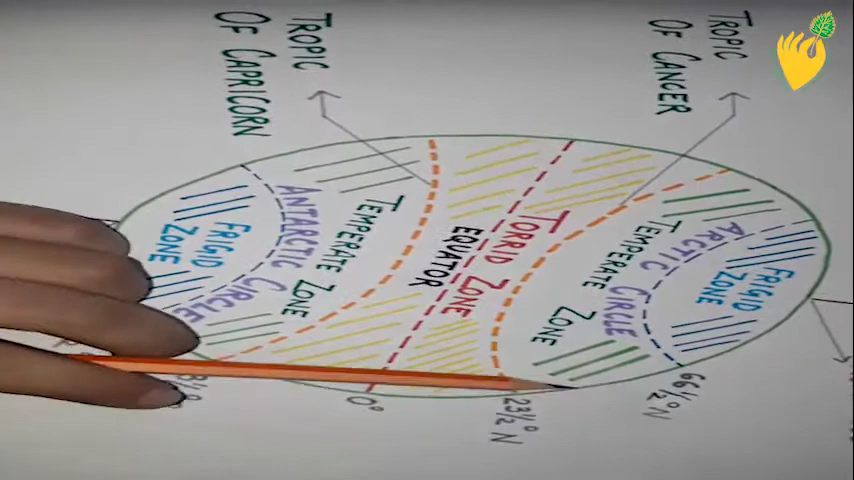 FRIGID
ZONE
ARCTIC CIRCLE
66½° N
TEMPERATE ZONE
TROPIC
OF CANCER
23½° N
TORRID ZONE
EQUATOR
0°
TROPIC
OF CAPRICORN
TEMPERATE ZONE
ANTARCTIC CIRCLE
FRIGID
ZONE